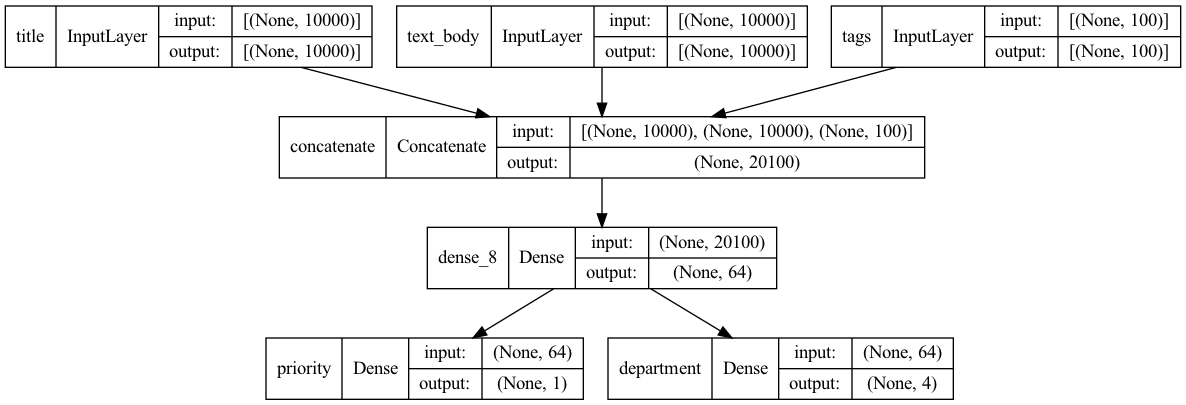 title InputLayer input: [(None, 10000)]
output: [(None, 10000)]
text_body InputLayer input: [(None, 10000)]
output: [(None, 10000)]
tags InputLayer input: [(None, 100)]
output: [(None, 100)]
concatenate Concatenate input: [(None, 10000), (None, 10000), (None, 100)]
output: (None, 20100)
dense_8 Dense input: (None, 20100)
output: (None, 64)
priority Dense input: (None, 64)
output: (None, 1)
department Dense input: (None, 64)
output: (None, 4)